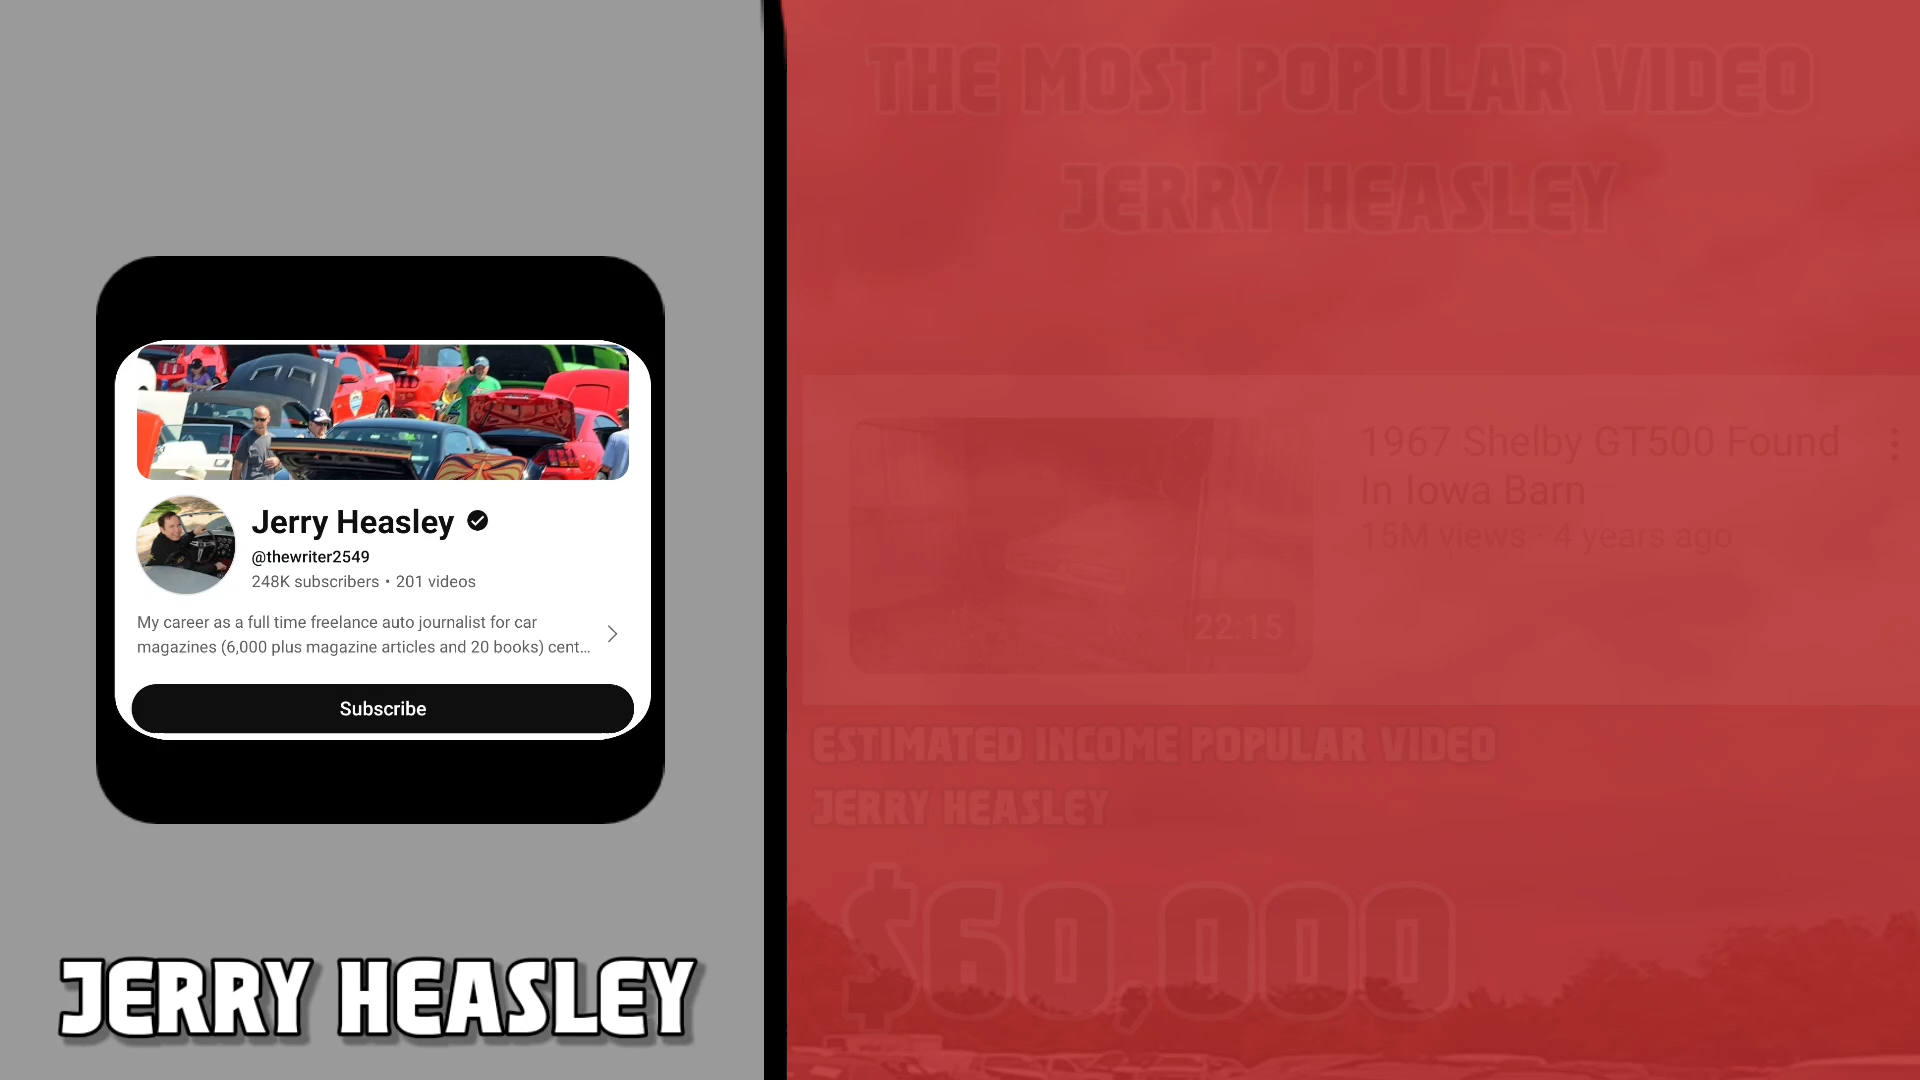 Jerry Heasley
@thewriter2549
248K subscribers • 201 videos
My career as a full time freelance auto journalist for car
magazines (6,000 plus magazine articles and 20 books) cent...
Subscribe
JERRY HEASLEY
THE MOST POPULAR VIDEO
JERRY HEASLEY
1967 Shelby GT500 Found
In Iowa Barn
15M views · 4 years ago
22:15
ESTIMATED INCOME POPULAR VIDEO
JERRY HEASLEY
$60,000